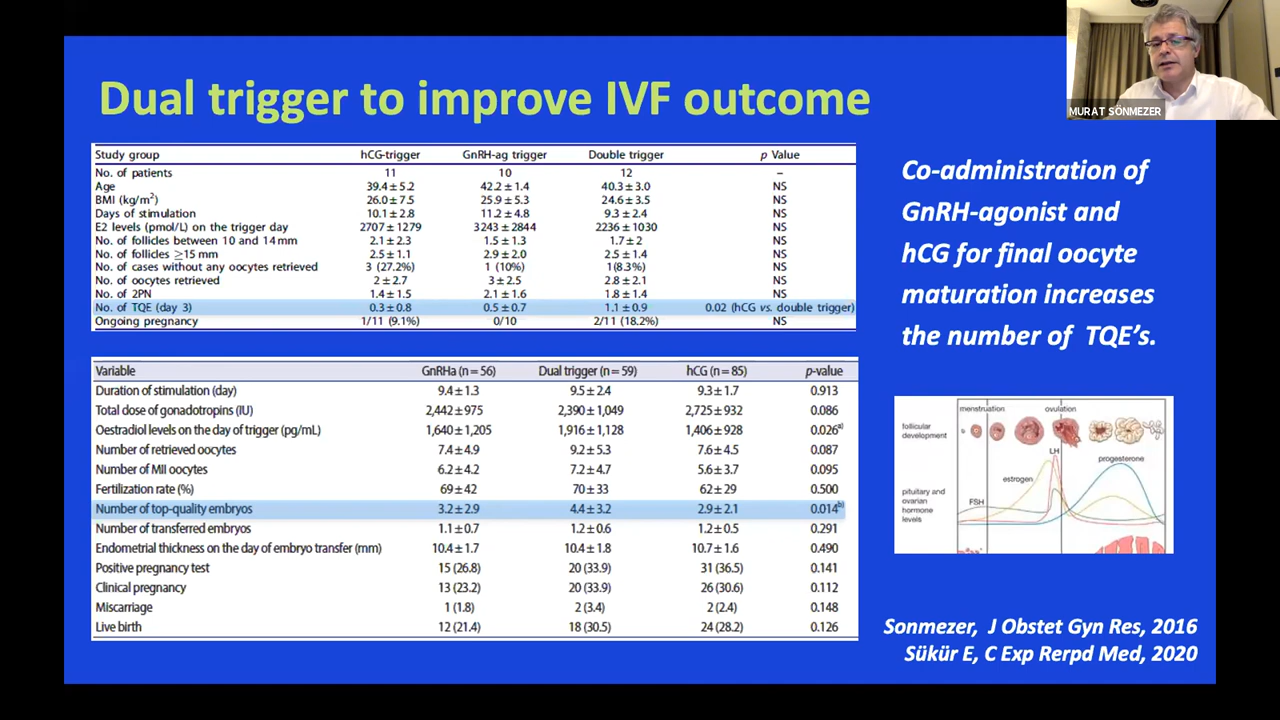 Dual trigger to improve IVF outcome
MURAT SÖNMEZER
Study group hCG-trigger GnRH-ag trigger Double trigger p Value
No. of patients 11 10 12 –
Age 39.4 ± 5.2 42.2 ± 1.4 40.3 ± 3.0 NS
BMI (kg/m²) 26.0 ± 7.5 25.9 ± 5.3 24.6 ± 3.5 NS
Days of stimulation 10.1 ± 2.8 11.2 ± 4.8 9.3 ± 2.4 NS
E2 levels (pmol/L) on the trigger day 2707 ± 1279 3243 ± 2844 2236 ± 1030 NS
No. of follicles between 10 and 14 mm 2.1 ± 2.3 1.5 ± 1.3 1.7 ± 2 NS
No. of follicles ≥15 mm 2.5 ± 1.1 2.9 ± 2.0 2.5 ± 1.4 NS
No. of cases without any oocytes retrieved 3 (27.2%) 1 (10%) 1(8.3%) NS
No. of oocytes retrieved 2 ± 2.7 3 ± 2.5 2.8 ± 2.1 NS
No. of 2PN 1.4 ± 1.5 2.1 ± 1.6 1.8 ± 1.4 NS
No. of TQE (day 3) 0.3 ± 0.8 0.5 ± 0.7 1.1 ± 0.9 0.02 (hCG vs. double trigger)
Ongoing pregnancy 1/11 (9.1%) 0/10 2/11 (18.2%) NS
Variable GnRHa (n = 56) Dual trigger (n = 59) hCG (n = 85) p-value
Duration of stimulation (day) 9.4 ± 1.3 9.5 ± 2.4 9.3 ± 1.7 0.913
Total dose of gonadotropins (IU) 2,442 ± 975 2,390 ± 1,049 2,725 ± 932 0.086
Oestradiol levels on the day of trigger (pg/mL) 1,640 ± 1,205 1,916 ± 1,128 1,406 ± 928 0.026a)
Number of retrieved oocytes 7.4 ± 4.9 9.2 ± 5.3 7.6 ± 4.5 0.087
Number of MII oocytes 6.2 ± 4.2 7.2 ± 4.7 5.6 ± 3.7 0.095
Fertilization rate (%) 69 ± 42 70 ± 33 62 ± 29 0.500
Number of top-quality embryos 3.2 ± 2.9 4.4 ± 3.2 2.9 ± 2.1 0.014b)
Number of transferred embryos 1.1 ± 0.7 1.2 ± 0.6 1.2 ± 0.5 0.291
Endometrial thickness on the day of embryo transfer (mm) 10.4 ± 1.7 10.4 ± 1.8 10.7 ± 1.6 0.490
Positive pregnancy test 15 (26.8) 20 (33.9) 31 (36.5) 0.141
Clinical pregnancy 13 (23.2) 20 (33.9) 26 (30.6) 0.112
Miscarriage 1 (1.8) 2 (3.4) 2 (2.4) 0.148
Live birth 12 (21.4) 18 (30.5) 24 (28.2) 0.126
Co-administration of
GnRH-agonist and
hCG for final oocyte
maturation increases
the number of TQE’s.
menstruation ovulation
follicular
development
LH
progesterone
estrogen
pituitary and
ovarian
hormone
levels
FSH
Sonmezer, J Obstet Gyn Res, 2016
Sükür E, C Exp Rerpd Med, 2020